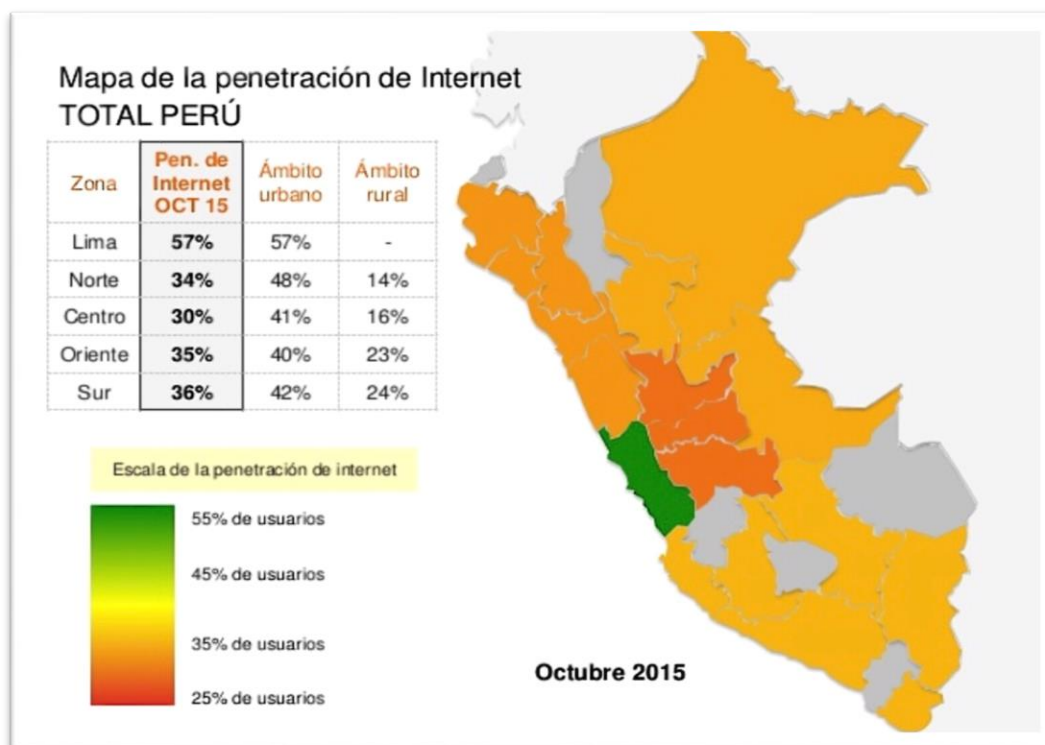 Mapa de la penetración de Internet
TOTAL PERÚ
Zona Pen. de Internet OCT 15 Ámbito urbano Ámbito rural
Lima 57% 57% -
Norte 34% 48% 14%
Centro 30% 41% 16%
Oriente 35% 40% 23%
Sur 36% 42% 24%
Escala de la penetración de internet
55% de usuarios
45% de usuarios
35% de usuarios
25% de usuarios
Octubre 2015